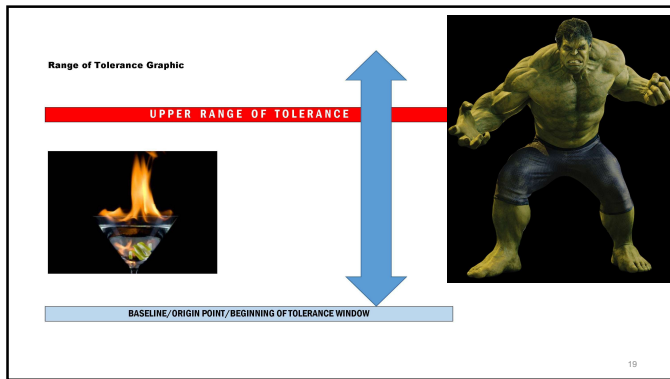 Range of Tolerance Graphic
UPPER RANGE OF TOLERANCE
BASELINE/ORIGIN POINT/BEGINNING OF TOLERANCE WINDOW
19